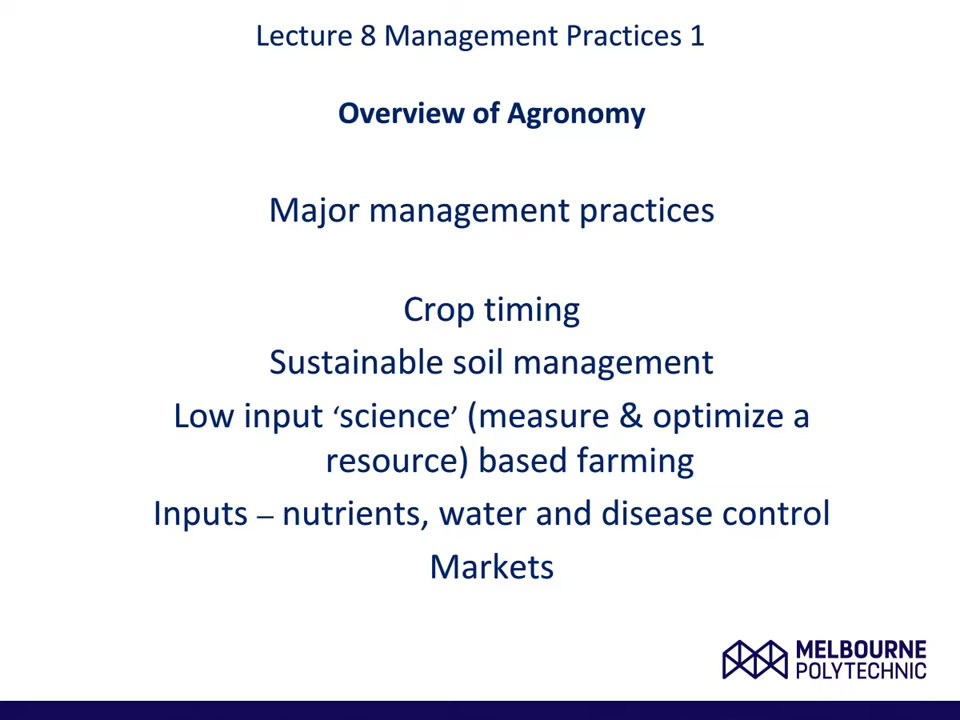 Lecture 8 Management Practices 1
Overview of Agronomy
Major management practices
Crop timing
Sustainable soil management
Low input ‘science’ (measure & optimize a
resource) based farming
Inputs – nutrients, water and disease control
Markets
MELBOURNE
POLYTECHNIC